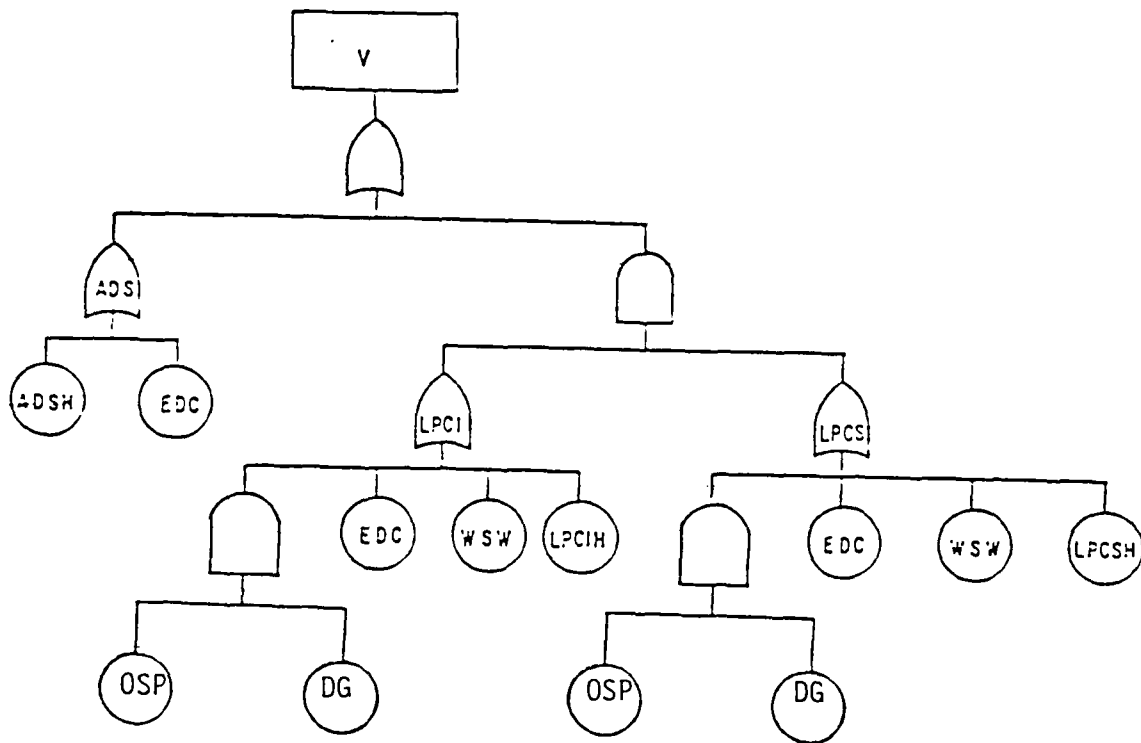 V
ADS
ADSH
EDC
LPCI
LPCS
EDC
WSW
LPCIH
EDC
WSW
LPCSH
OSP
DG
OSP
DG